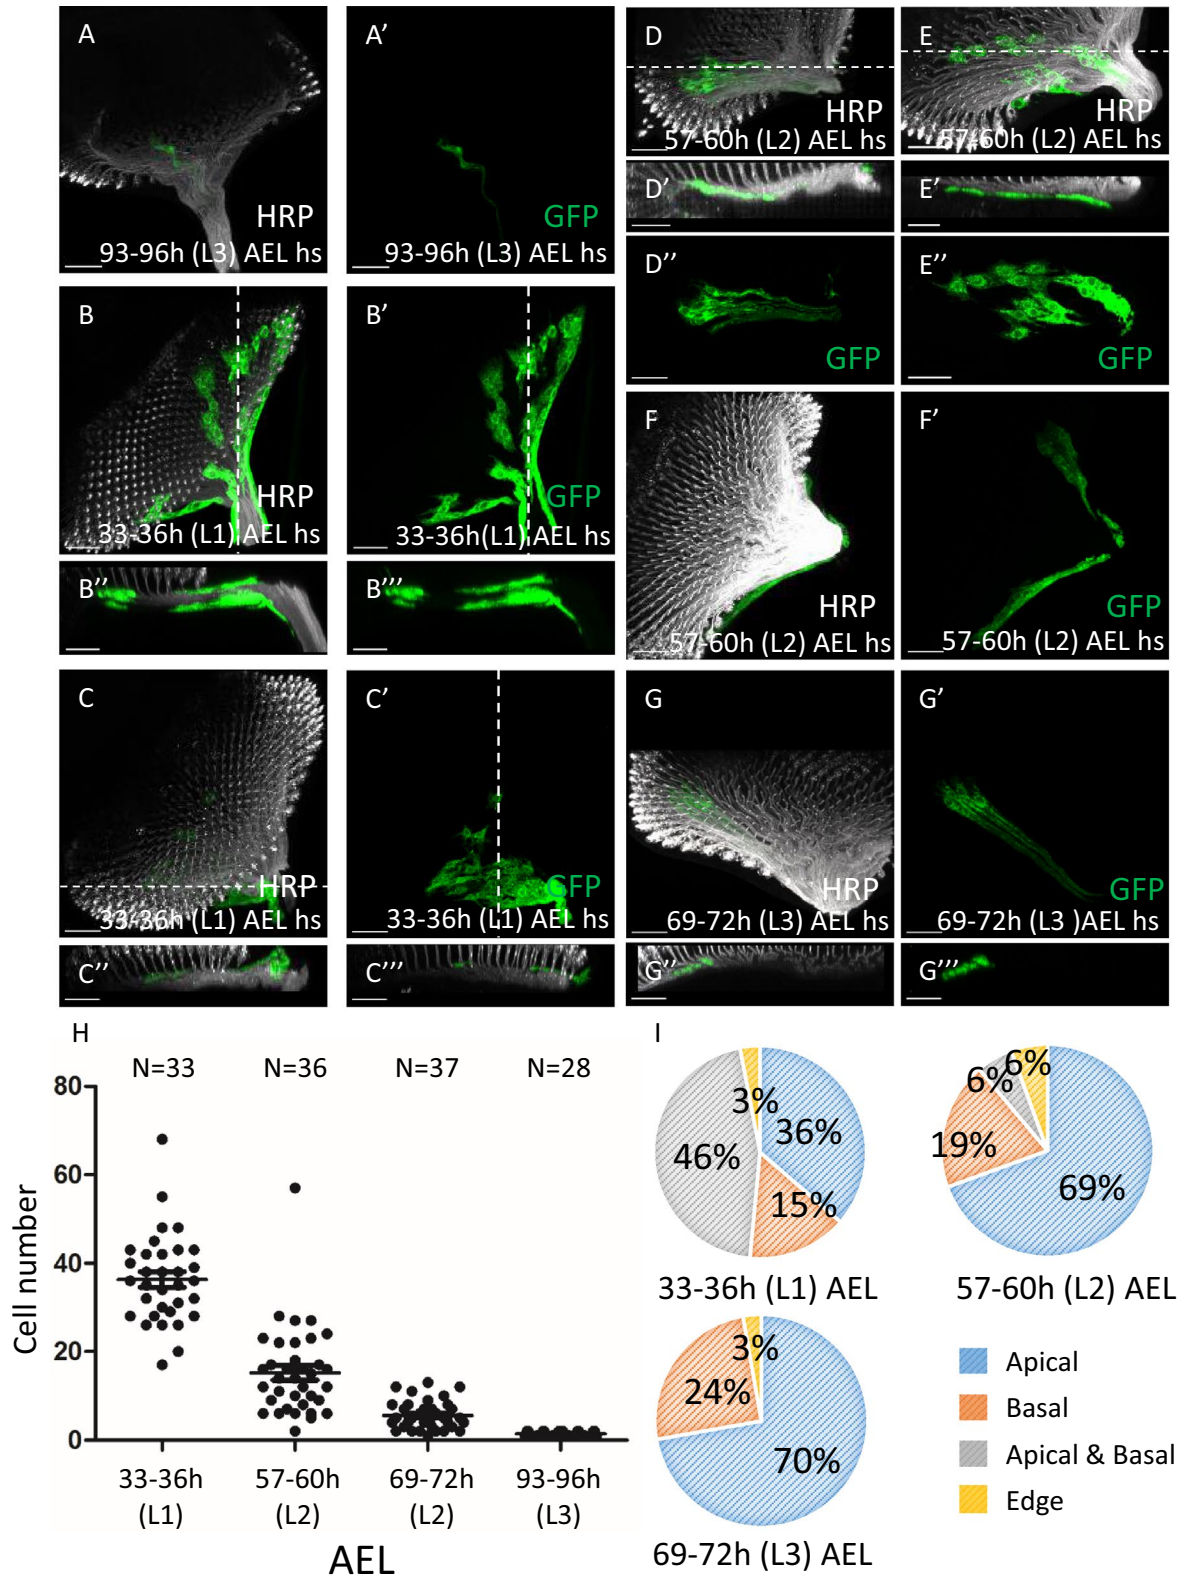 A
HRP
93-96h (L3) AEL hs
A'
GFP
93-96h (L3) AEL hs
B
HRP
33-36h (L1) AEL hs
B'
GFP
33-36h(L1) AEL hs
B''
B'''
C
HRP
33-36h (L1) AEL hs
C'
GFP
33-36h (L1) AEL hs
C''
C'''
D
HRP
57-60h (L2) AEL hs
D'
D''
GFP
E
HRP
57-60h (L2) AEL hs
E'
E''
GFP
F
HRP
57-60h (L2) AEL hs
F'
GFP
57-60h (L2) AEL hs
G
HRP
69-72h (L3) AEL hs
G'
GFP
69-72h (L3 )AEL hs
G''
G'''
H
N=33 N=36 N=37 N=28
Cell number
80
60
40
20
0
33-36h (L1)
57-60h (L2)
69-72h (L2)
93-96h (L3)
AEL
I
3%
36%
46%
15%
33-36h (L1) AEL
6%
6%
19%
69%
57-60h (L2) AEL
3%
24%
70%
69-72h (L3) AEL
Apical
Basal
Apical & Basal
Edge